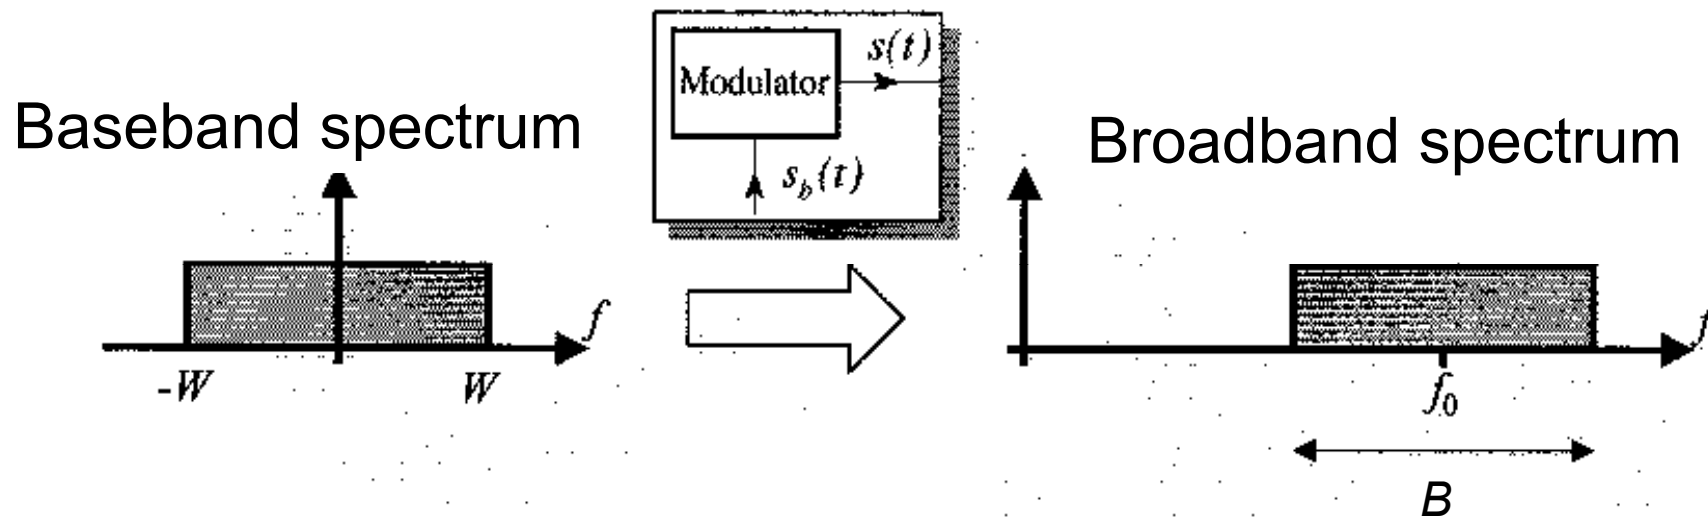 Baseband spectrum
f
-W
W
Modulator
s(t)
s_b(t)
Broadband spectrum
f
f_0
B